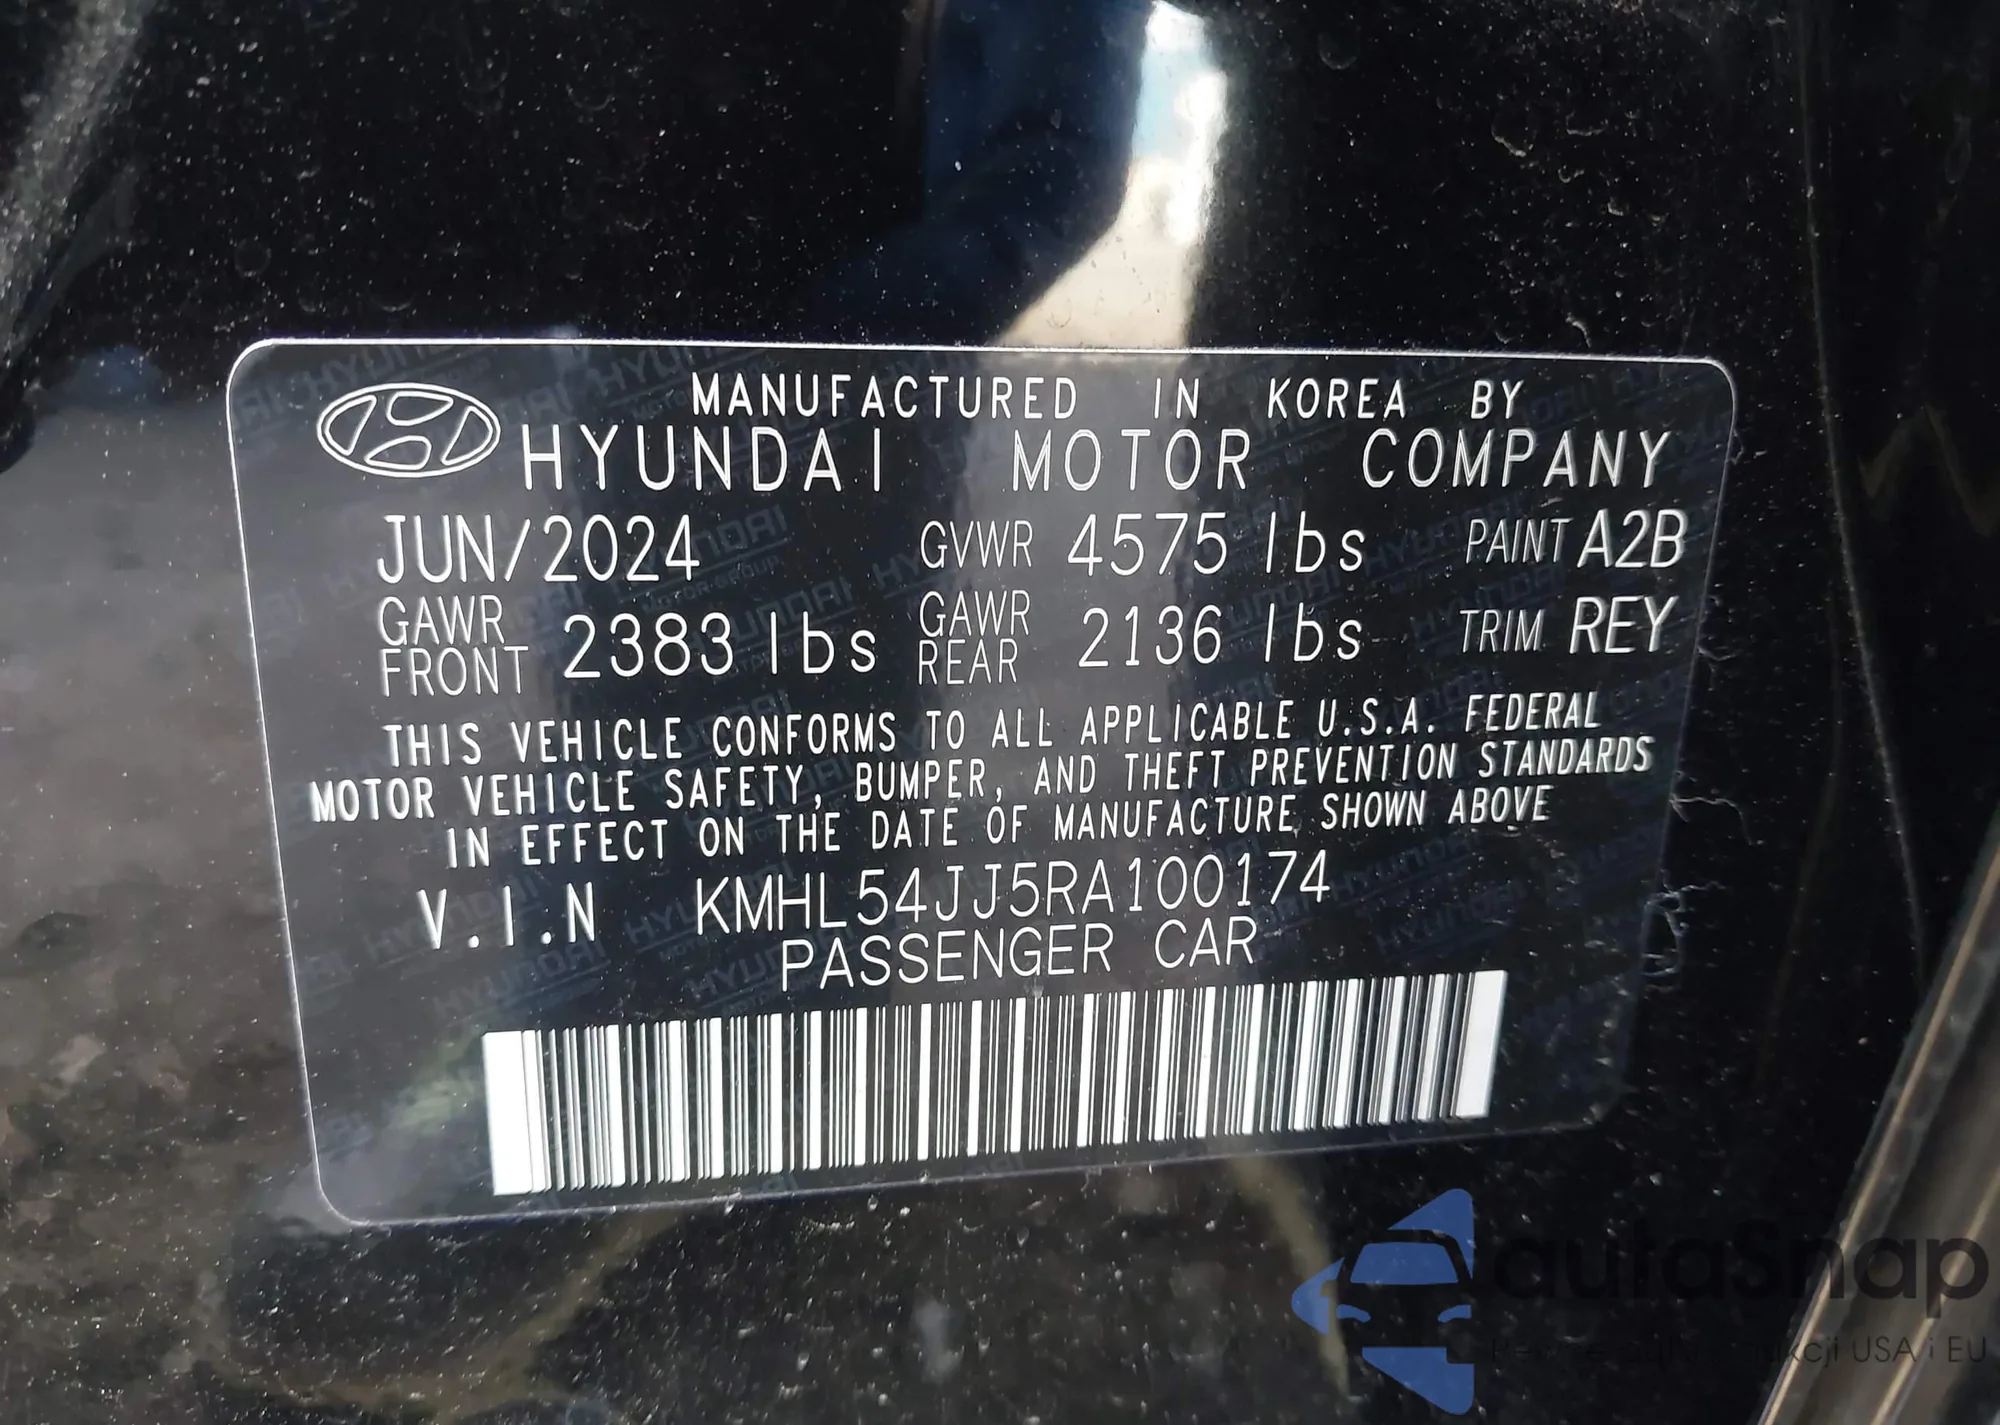 MANUFACTURED IN KOREA BY
HYUNDAI MOTOR COMPANY
JUN/2024 GVWR 4575 lbs PAINT A2B
GAWR FRONT 2383 lbs GAWR REAR 2136 lbs TRIM REY
THIS VEHICLE CONFORMS TO ALL APPLICABLE U.S.A. FEDERAL
MOTOR VEHICLE SAFETY, BUMPER, AND THEFT PREVENTION STANDARDS
IN EFFECT ON THE DATE OF MANUFACTURE SHOWN ABOVE
V.I.N KMHL54JJ5RA100174
PASSENGER CAR
autoSnap
USA i EU